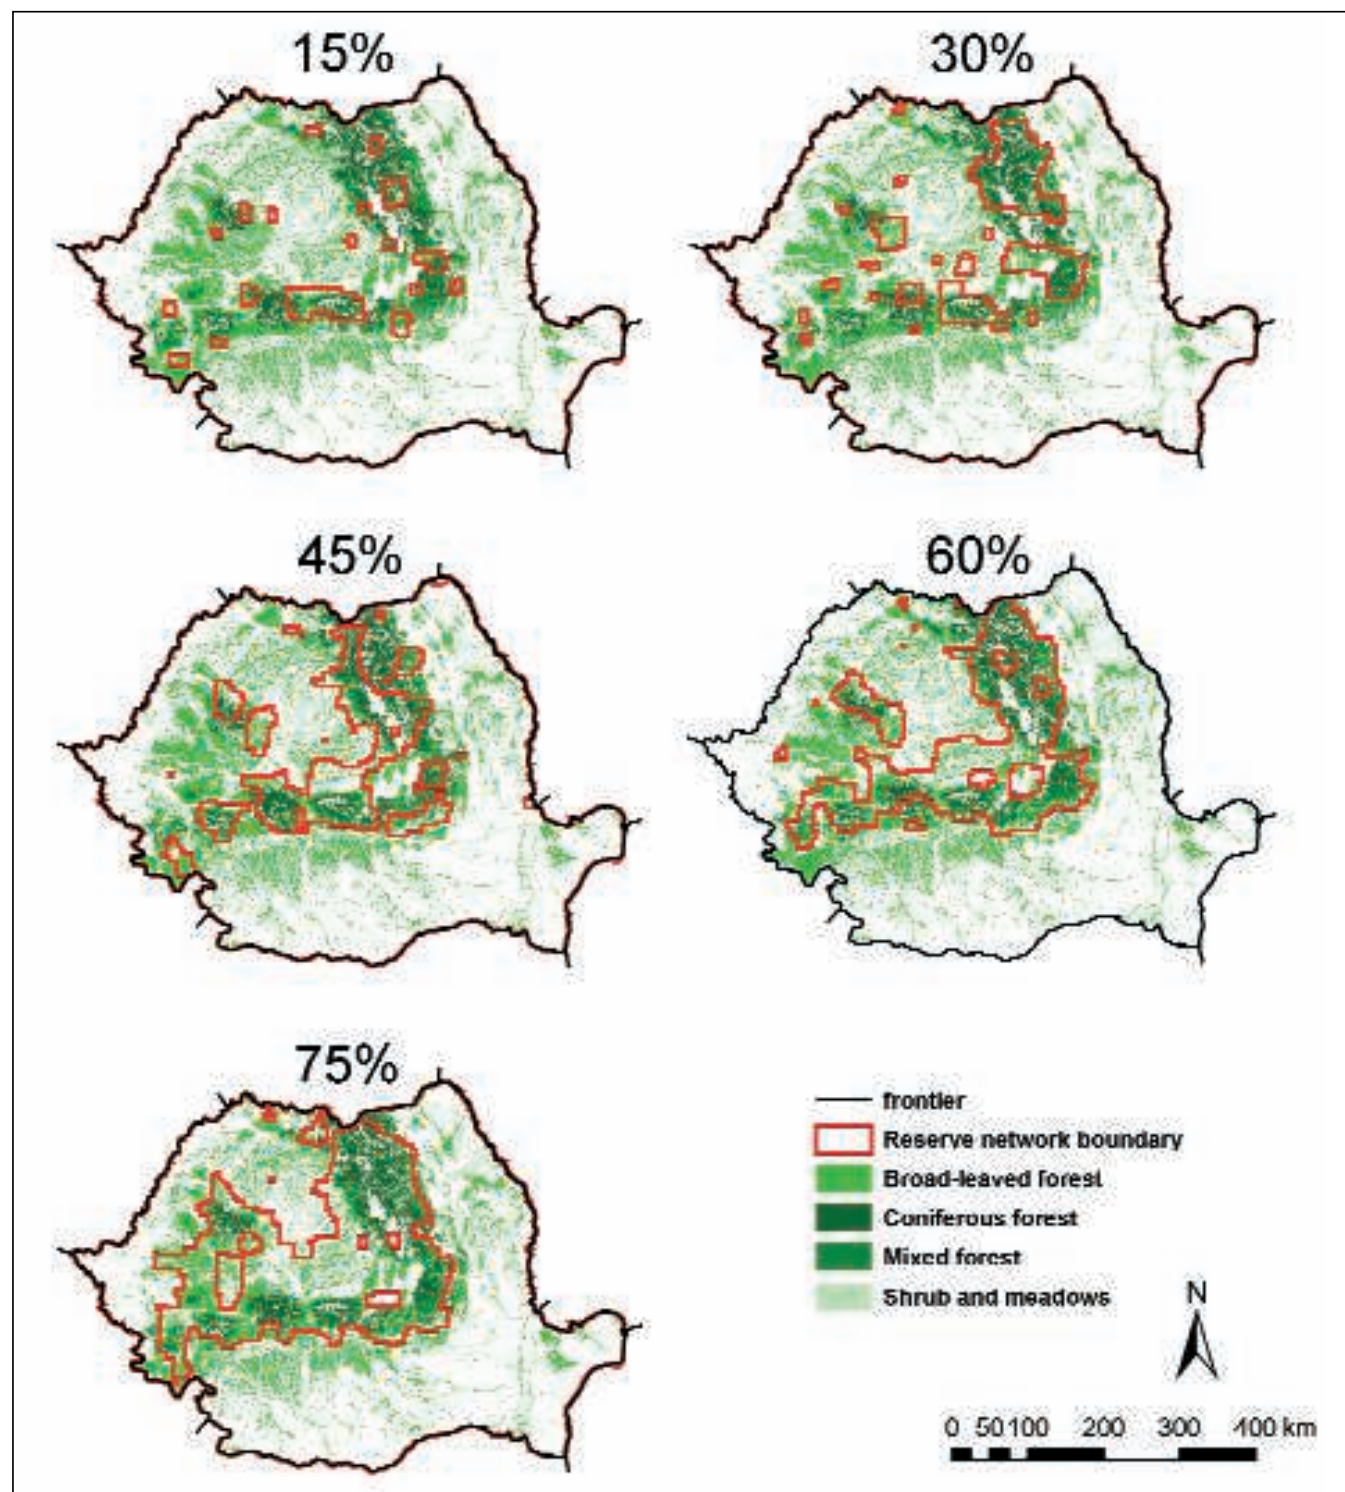 15%
30%
45%
60%
75%
frontier
Reserve network boundary
Broad-leaved forest
Coniferous forest
Mixed forest
Shrub and meadows
N
0 50 100 200 300 400 km